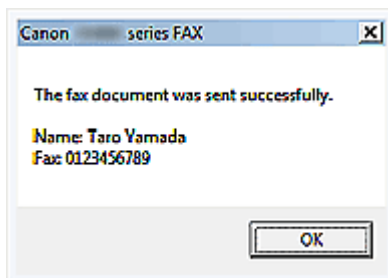 Canon series FAX
The fax document was sent successfully.
Name: Taro Yamada
Fax: 0123456789
OK